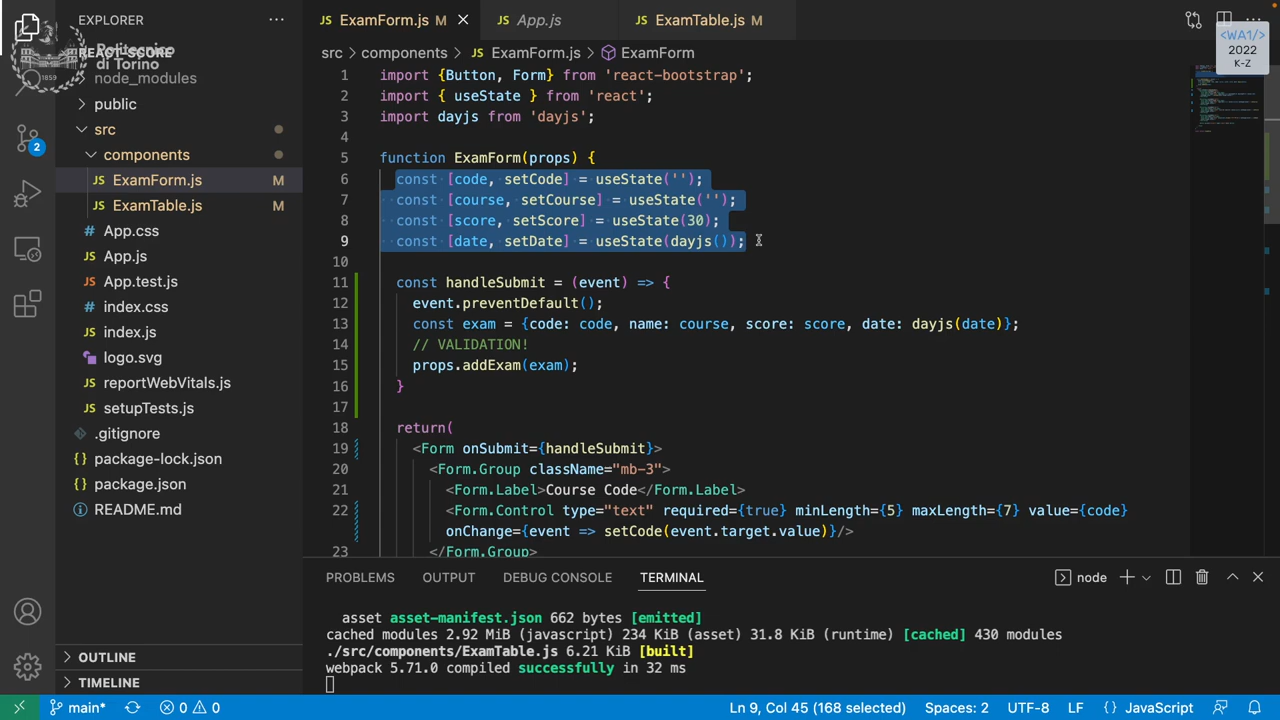 EXPLORER
ExamForm.js M
App.js
ExamTable.js M
<WA1/>
2022
K-Z
Politecnico
di Torino
1859
src
components
ExamForm.js
ExamForm
node_modules
public
src
components
ExamForm.js M
ExamTable.js M
App.css
App.js
App.test.js
index.css
index.js
logo.svg
reportWebVitals.js
setupTests.js
.gitignore
package-lock.json
package.json
README.md
OUTLINE
TIMELINE
2
1 import {Button, Form} from 'react-bootstrap';
2 import { useState } from 'react';
3 import dayjs from 'dayjs';
4
5 function ExamForm(props) {
6 const [code, setCode] = useState('');
7 const [course, setCourse] = useState('');
8 const [score, setScore] = useState(30);
9 const [date, setDate] = useState(dayjs());
10
11 const handleSubmit = (event) => {
12 event.preventDefault();
13 const exam = {code: code, name: course, score: score, date: dayjs(date)};
14 // VALIDATION!
15 props.addExam(exam);
16 }
17
18 return(
19 <Form onSubmit={handleSubmit}>
20 <Form.Group className="mb-3">
21 <Form.Label>Course Code</Form.Label>
22 <Form.Control type="text" required={true} minLength={5} maxLength={7} value={code}
onChange={event => setCode(event.target.value)}/>
23 </Form.Group>
PROBLEMS OUTPUT DEBUG CONSOLE TERMINAL
node
asset asset-manifest.json 662 bytes [emitted]
cached modules 2.92 MiB (javascript) 234 KiB (asset) 31.8 KiB (runtime) [cached] 430 modules
./src/components/ExamTable.js 6.21 KiB [built]
webpack 5.71.0 compiled successfully in 32 ms
main* 0 0 Ln 9, Col 45 (168 selected) Spaces: 2 UTF-8 LF {} JavaScript